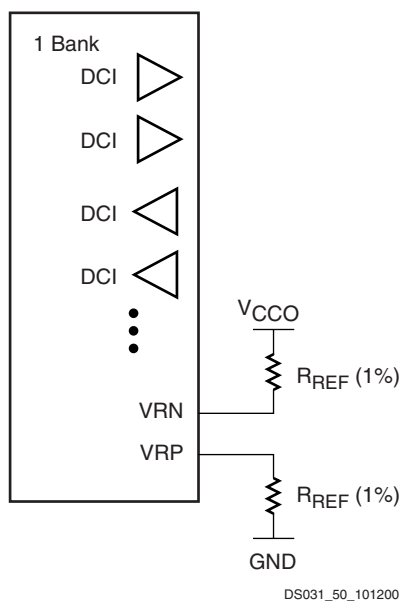 1 Bank
DCI
DCI
DCI
DCI
VCCO
RREF (1%)
VRN
VRP
RREF (1%)
GND
DS031_50_101200